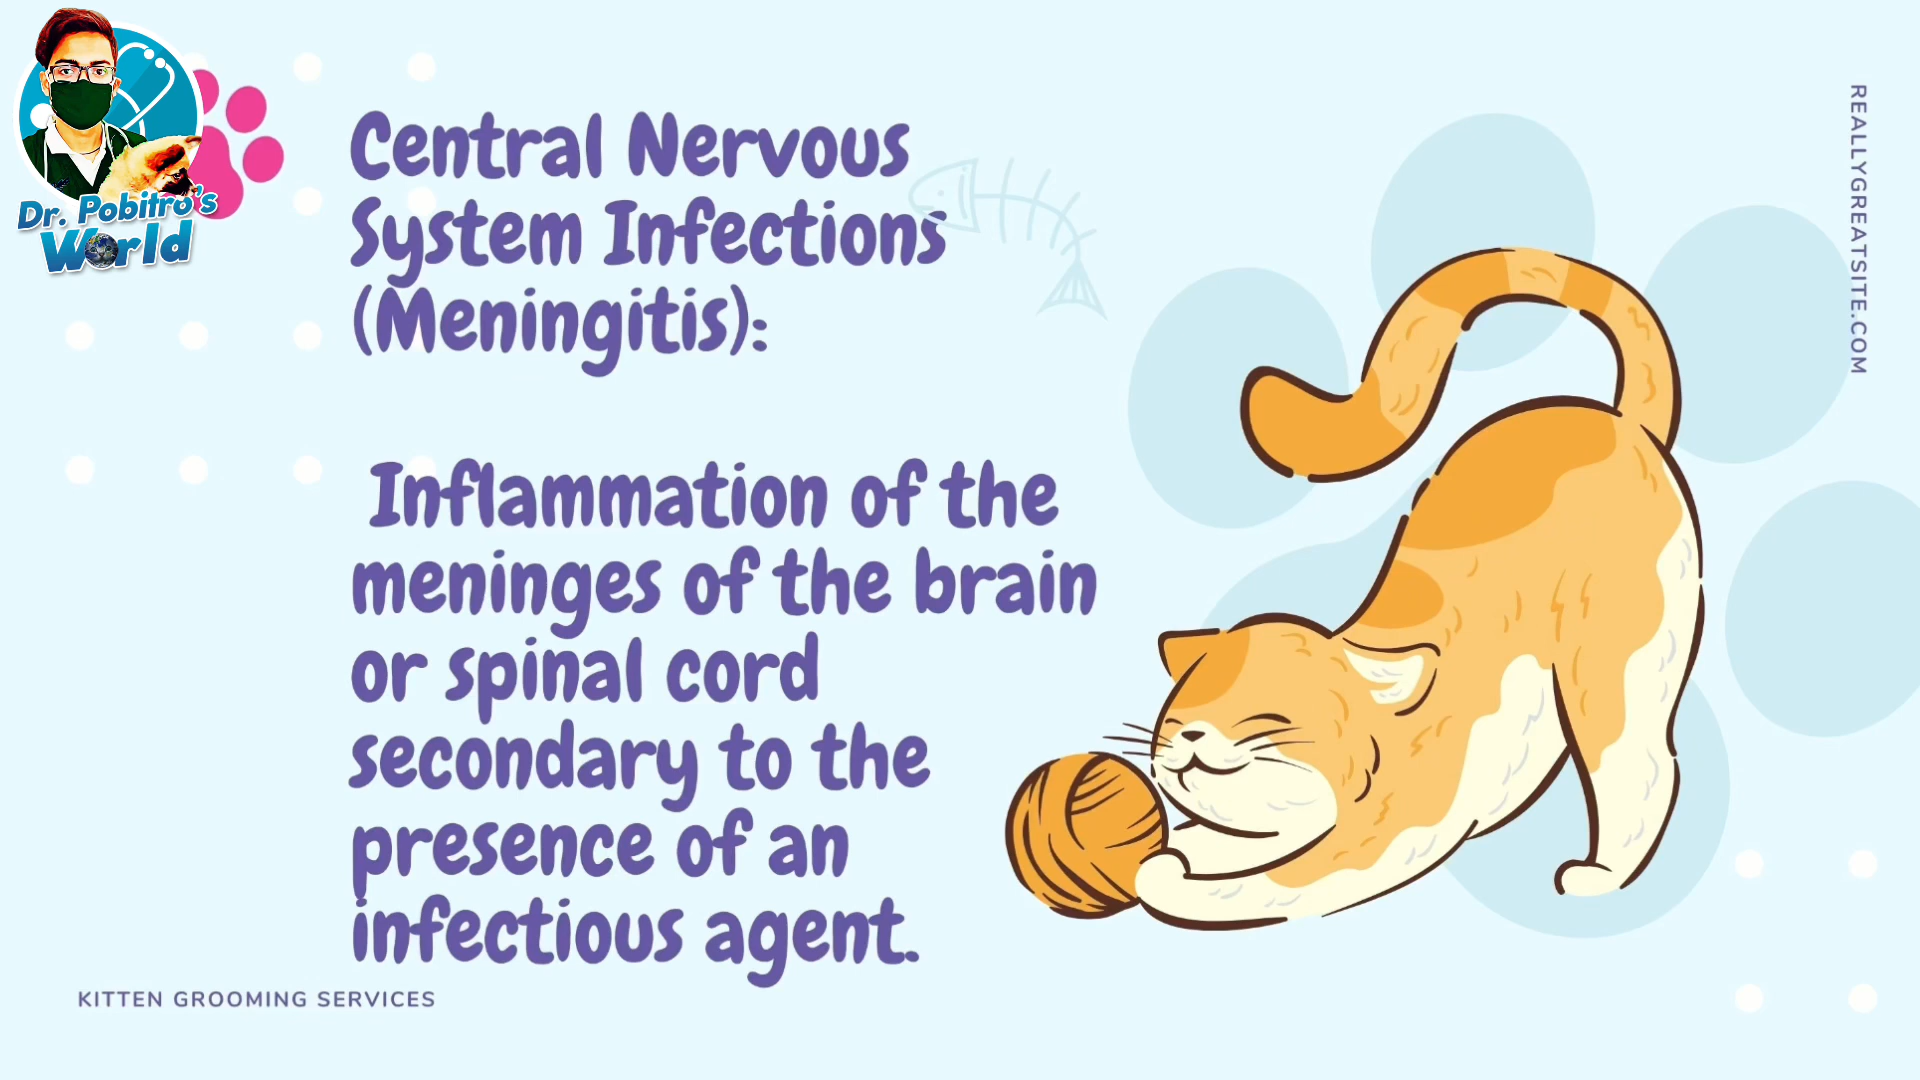 Dr. Pobitro's
World
Central Nervous
System Infections
(Meningitis):
Inflammation of the
meninges of the brain
or spinal cord
secondary to the
presence of an
infectious agent.
KITTEN GROOMING SERVICES
REALLYGREATSITE.COM